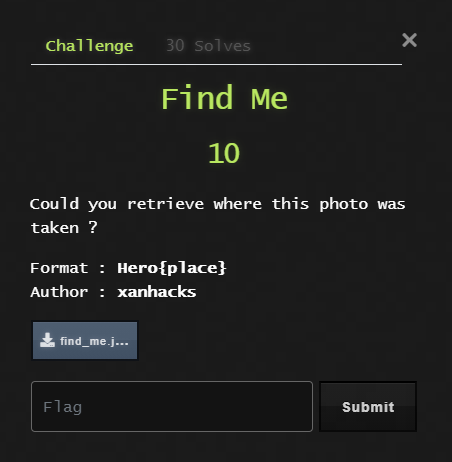 Challenge 30 Solves ×
Find Me
10
Could you retrieve where this photo was
taken ?
Format : Hero{place}
Author : xanhacks
find_me.j...
Flag Submit